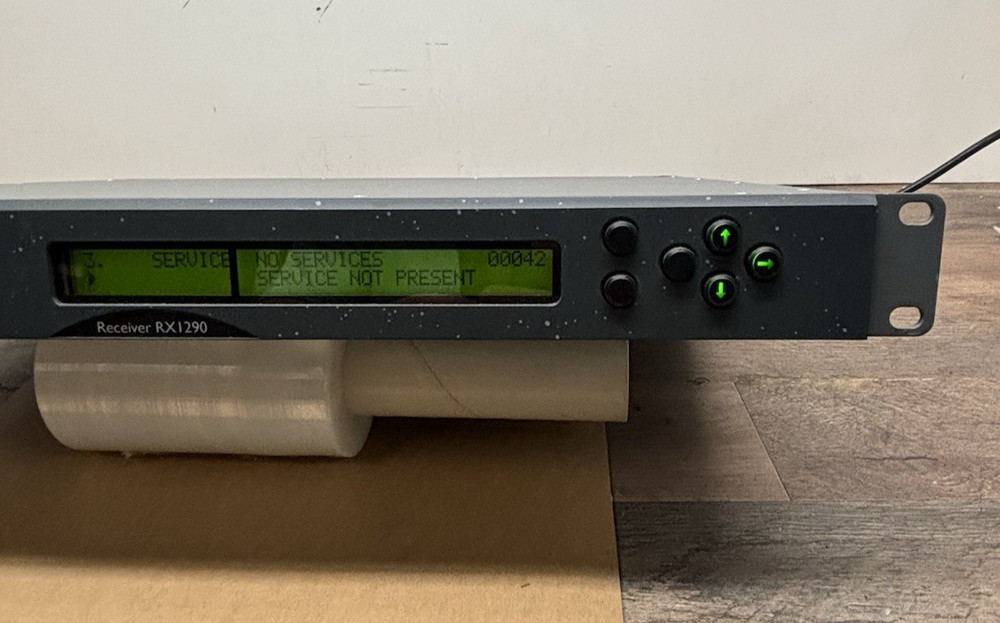 3. SERVICE NO SERVICES 00042
SERVICE NOT PRESENT
Receiver RX1290